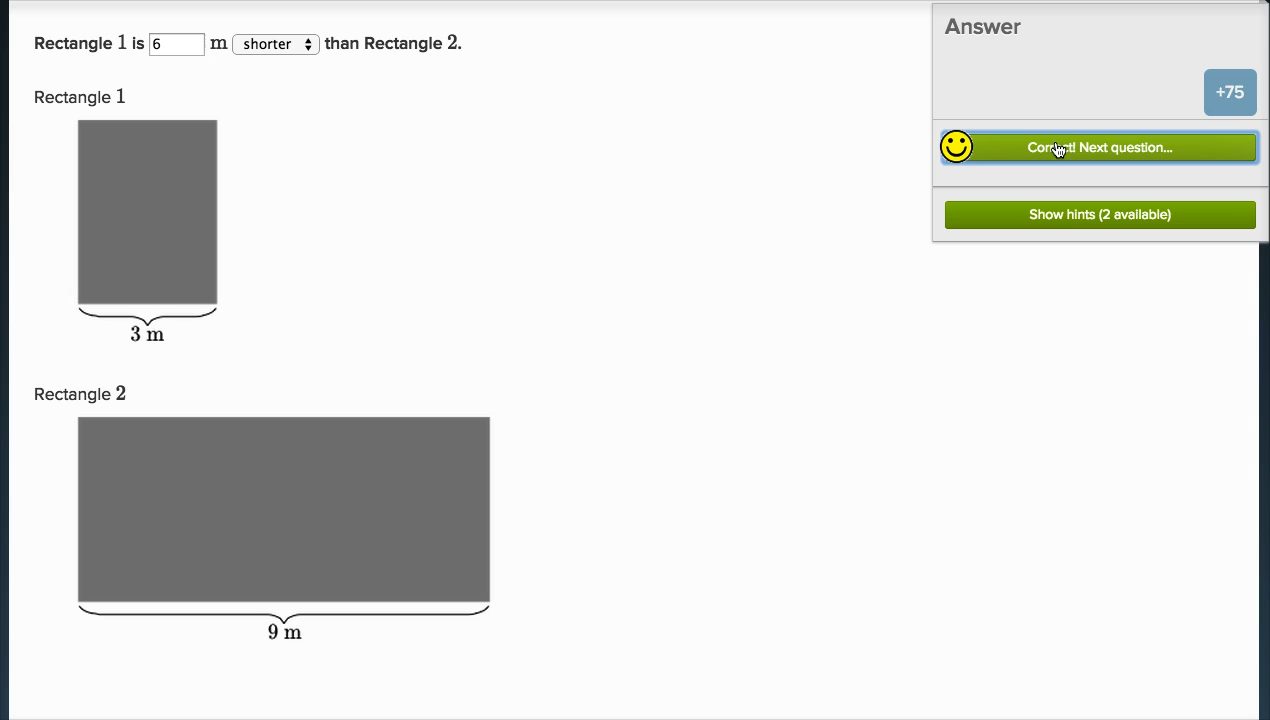 Rectangle 1 is 6 m shorter than Rectangle 2.
Answer
+75
Correct! Next question...
Show hints (2 available)
Rectangle 1
3 m
Rectangle 2
9 m